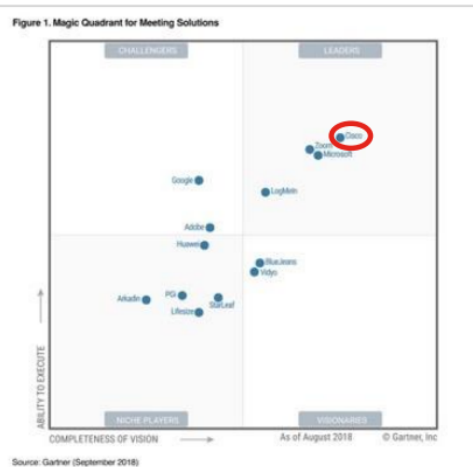 Figure 1. Magic Quadrant for Meeting Solutions
CHALLENGERS
LEADERS
Cisco
Zoom
Microsoft
Google
LogMeIn
Adobe
Huawei
BlueJeans
Vidyo
Arkadin
PGi
StarLeaf
Lifesize
ABILITY TO EXECUTE
NICHE PLAYERS
VISIONARIES
COMPLETENESS OF VISION
As of August 2018
© Gartner, Inc
Source: Gartner (September 2018)